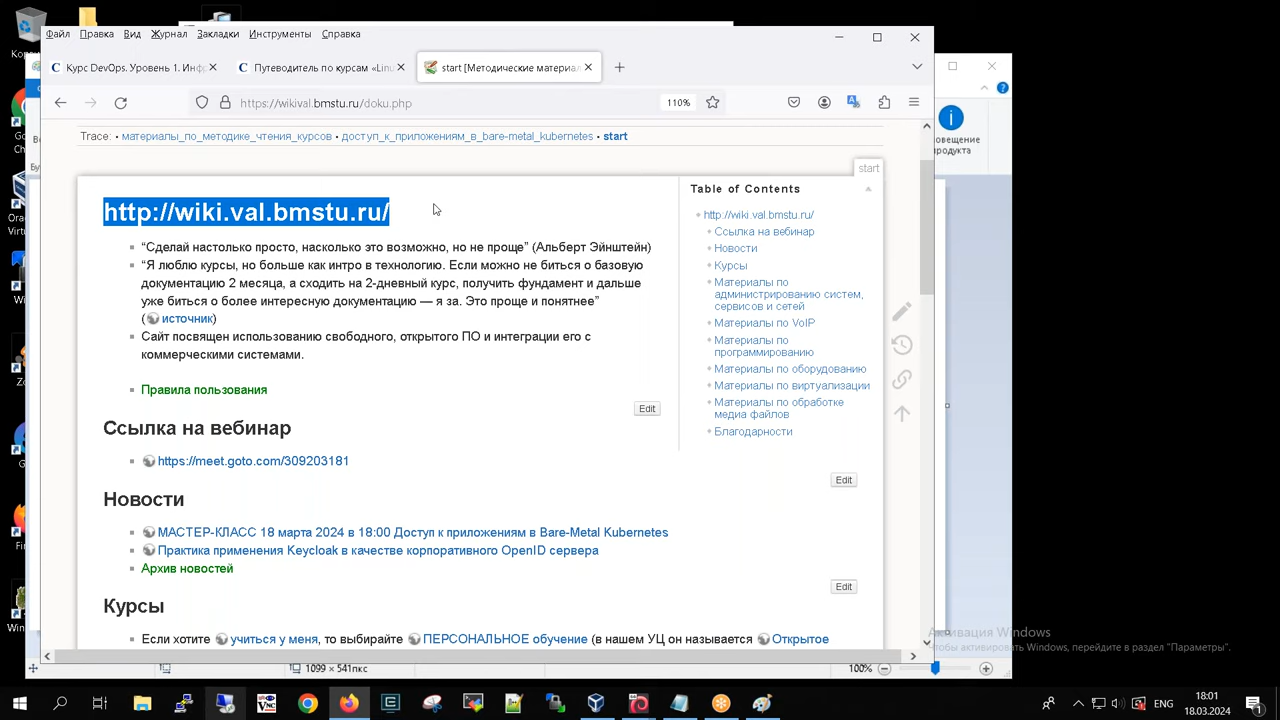 Файл Правка Вид Журнал Закладки Инструменты Справка
Курс DevOps. Уровень 1. Инфр
Путеводитель по курсам «Linu
start [Методические материал
https://wikival.bmstu.ru/doku.php
110%
Trace: • материалы_по_методике_чтения_курсов • доступ_к_приложениям_в_bare-metal_kubernetes • start
start
http://wiki.val.bmstu.ru/
“Сделай настолько просто, насколько это возможно, но не проще” (Альберт Эйнштейн)
“Я люблю курсы, но больше как интро в технологию. Если можно не биться о базовую
документацию 2 месяца, а сходить на 2-дневный курс, получить фундамент и дальше
уже биться о более интересную документацию — я за. Это проще и понятнее”
(источник)
Сайт посвящен использованию свободного, открытого ПО и интеграции его с
коммерческими системами.
Правила пользования
Edit
Ссылка на вебинар
https://meet.goto.com/309203181
Edit
Новости
МАСТЕР-КЛАСС 18 марта 2024 в 18:00 Доступ к приложениям в Bare-Metal Kubernetes
Практика применения Keycloak в качестве корпоративного OpenID сервера
Архив новостей
Edit
Курсы
Если хотите учиться у меня, то выбирайте ПЕРСОНАЛЬНОЕ обучение (в нашем УЦ он называется Открытое
Table of Contents
http://wiki.val.bmstu.ru/
Ссылка на вебинар
Новости
Курсы
Материалы по
администрированию систем,
сервисов и сетей
Материалы по VoIP
Материалы по
программированию
Материалы по оборудованию
Материалы по виртуализации
Материалы по обработке
медиа файлов
Благодарности
овещение
продукта
Активация Windows
Чтобы активировать Windows, перейдите в раздел "Параметры".
1099 × 541пкс
100%
ENG
18:01
18.03.2024
1